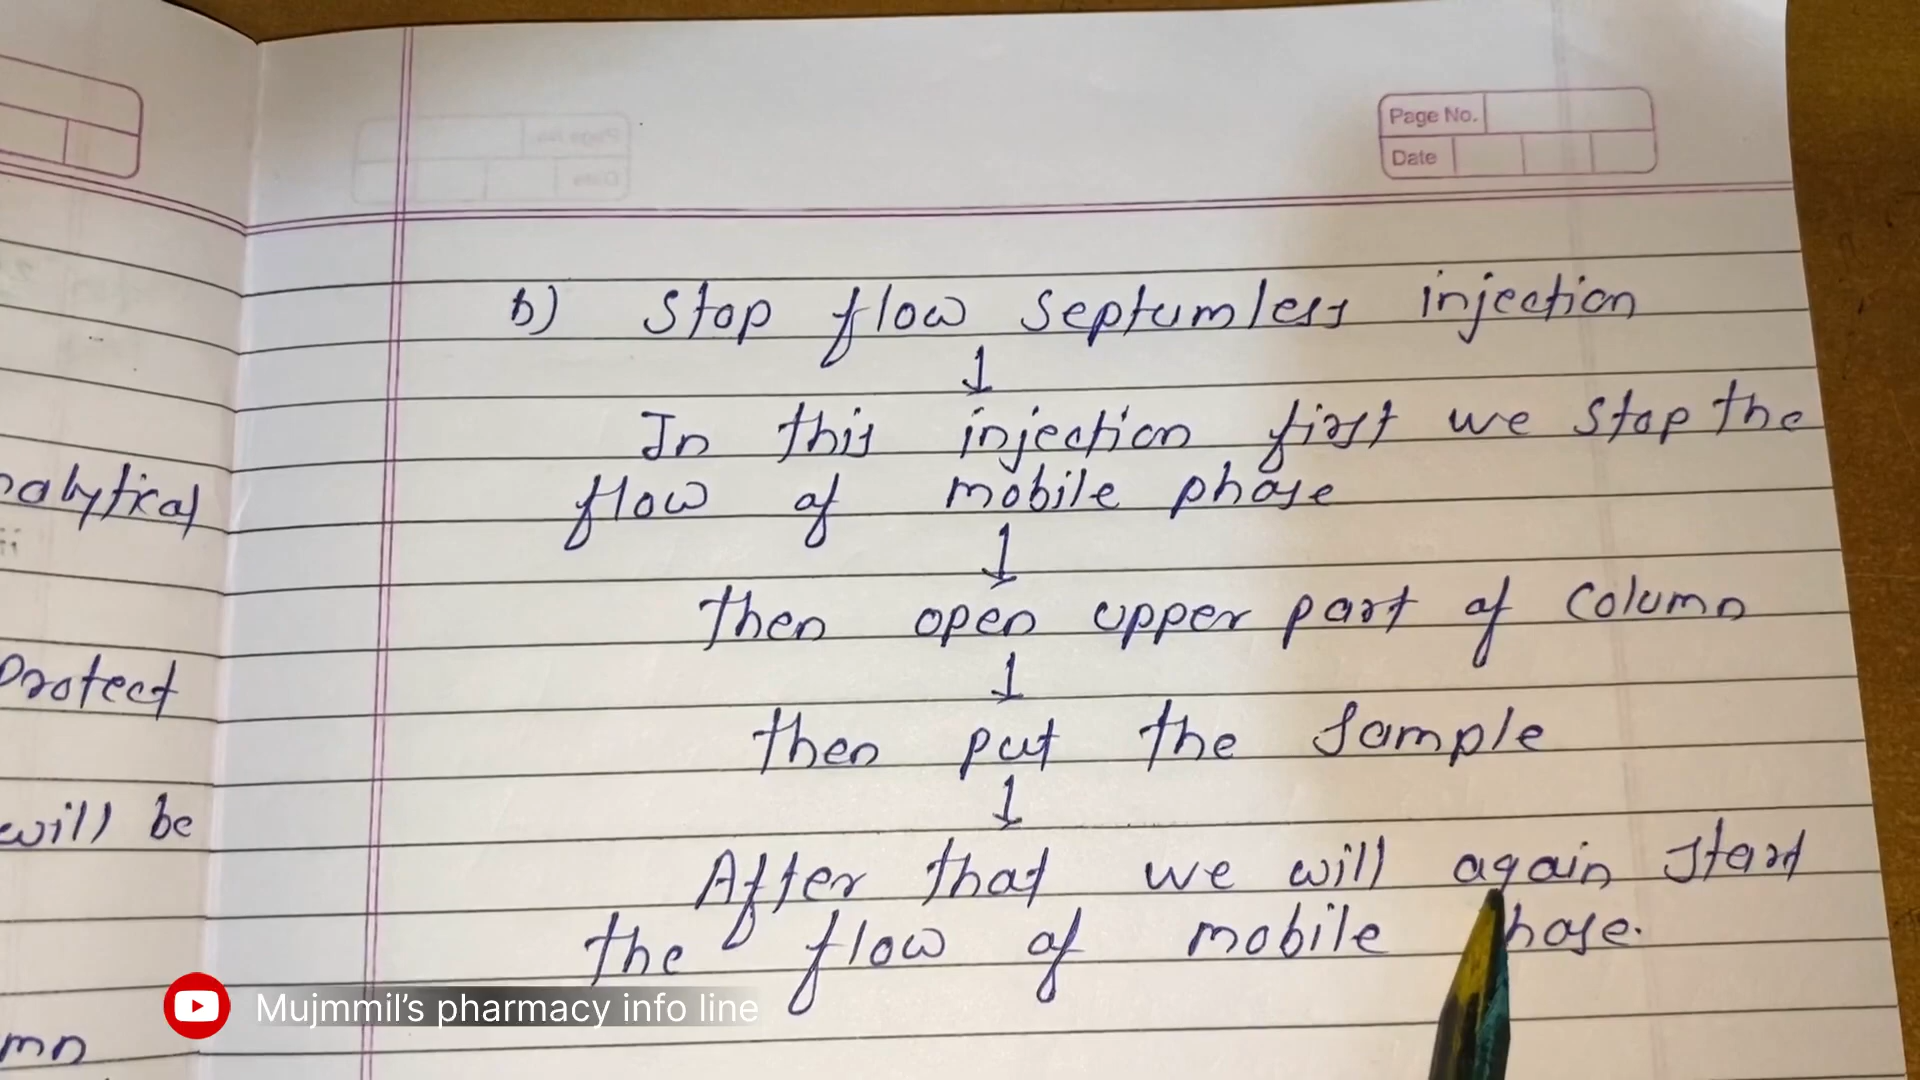 Page No.
Date
b) Stop flow Septumless injection
↓
In this injection first we stop the
flow of mobile phase
↓
then open upper part of column
↓
then put the sample
↓
After that we will again start
the flow of mobile hase.
nalytical
Protect
will be
mn
Mujmmil's pharmacy info line